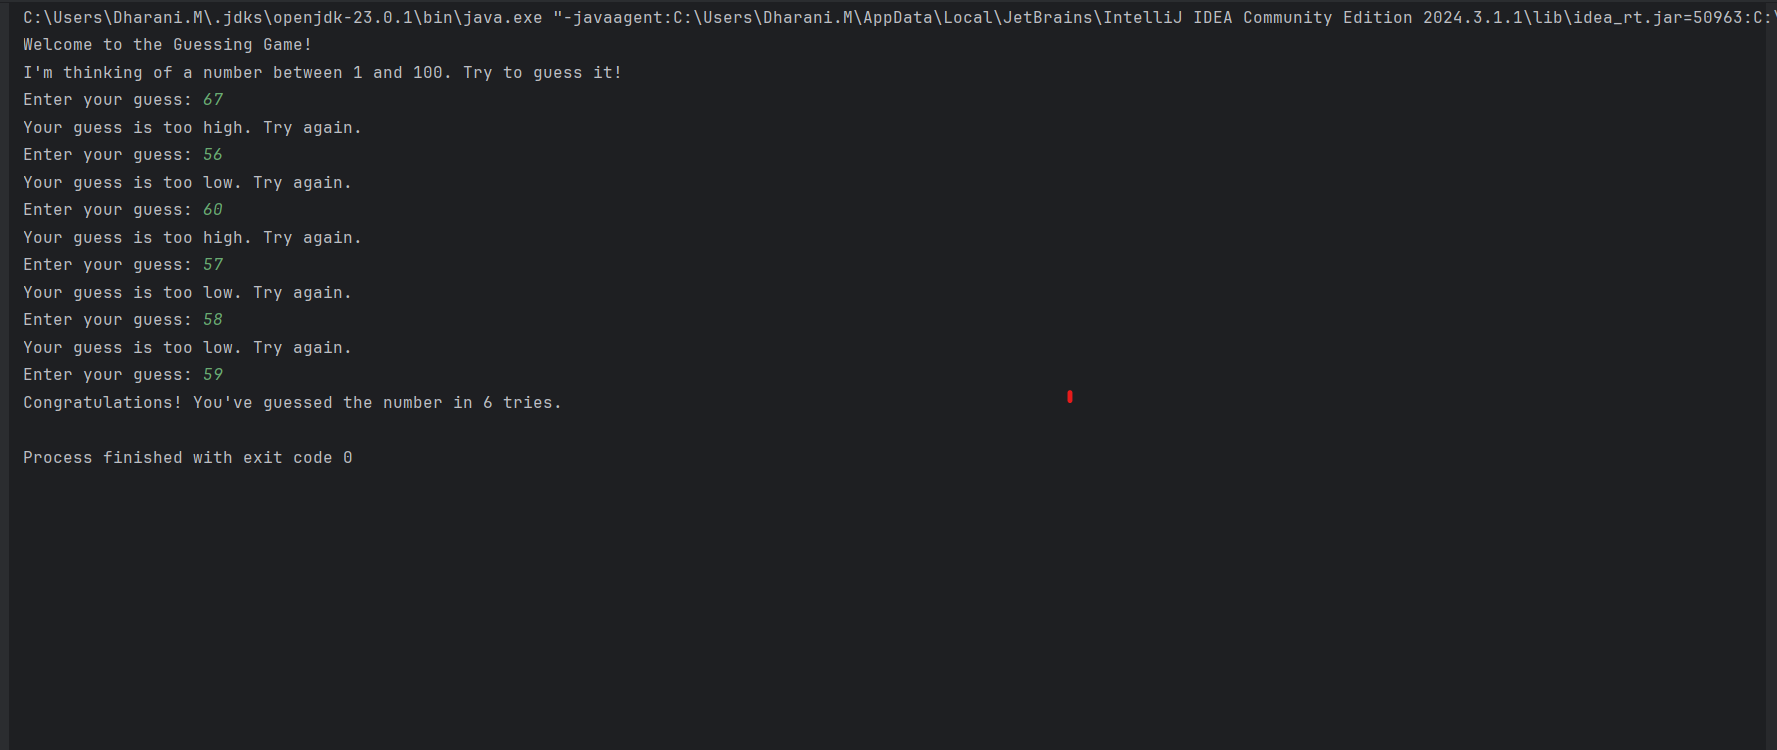 C:\Users\Dharani.M\.jdks\openjdk-23.0.1\bin\java.exe "-javaagent:C:\Users\Dharani.M\AppData\Local\JetBrains\IntelliJ IDEA Community Edition 2024.3.1.1\lib\idea_rt.jar=50963:C:\
Welcome to the Guessing Game!
I'm thinking of a number between 1 and 100. Try to guess it!
Enter your guess: 67
Your guess is too high. Try again.
Enter your guess: 56
Your guess is too low. Try again.
Enter your guess: 60
Your guess is too high. Try again.
Enter your guess: 57
Your guess is too low. Try again.
Enter your guess: 58
Your guess is too low. Try again.
Enter your guess: 59
Congratulations! You've guessed the number in 6 tries.
Process finished with exit code 0